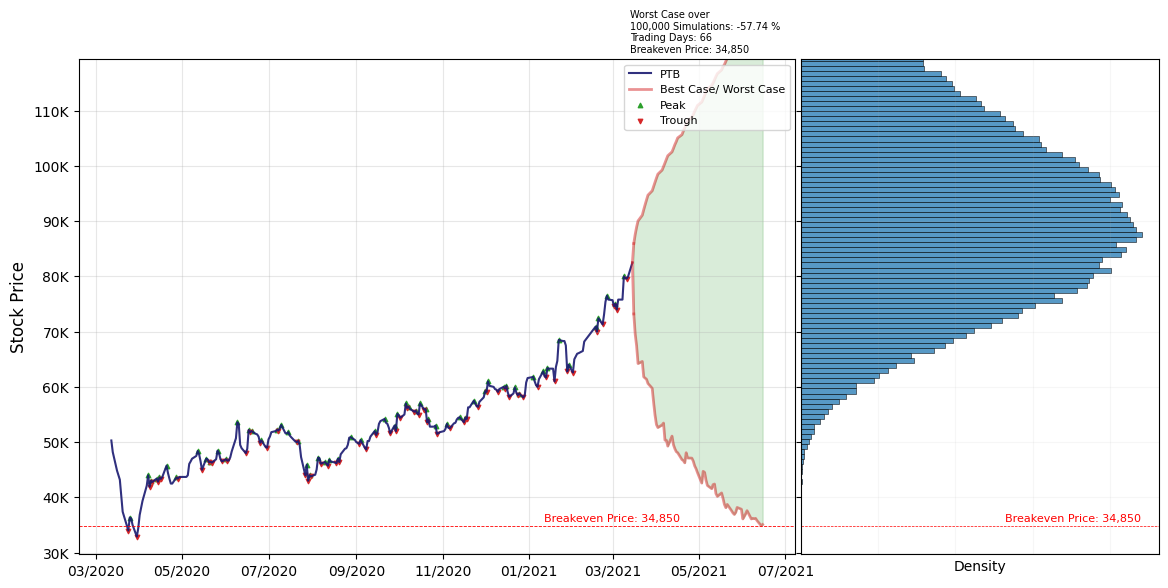 Worst Case over
100,000 Simulations: -57.74 %
Trading Days: 66
Breakeven Price: 34,850
PTB
Best Case/ Worst Case
Peak
Trough
110K
100K
90K
80K
70K
60K
50K
40K
30K
Stock Price
Breakeven Price: 34,850
Breakeven Price: 34,850
03/2020
05/2020
07/2020
09/2020
11/2020
01/2021
03/2021
05/2021
07/2021
Density